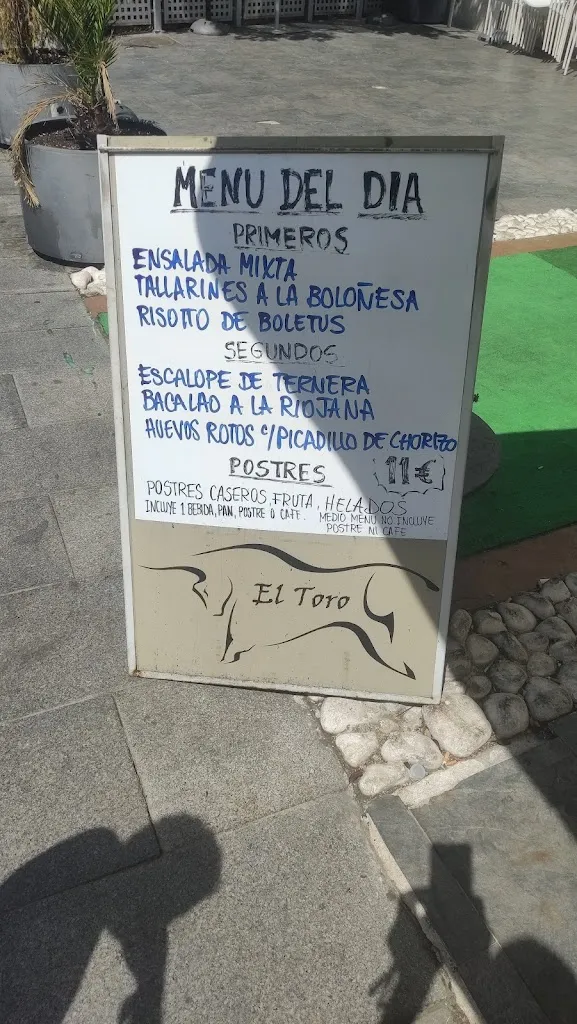 MENU DEL DIA
PRIMEROS
ENSALADA MIXTA
TALLARINES A LA BOLOÑESA
RISOTTO DE BOLETUS
SEGUNDOS
ESCALOPE DE TERNERA
BACALAO A LA RIOJANA
HUEVOS ROTOS C/PICADILLO DE CHORIZO
POSTRES
11€
POSTRES CASEROS, FRUTA, HELADOS
INCLUYE 1 BEBIDA, PAN, POSTRE O CAFE.
MEDIO MENU NO INCLUYE
POSTRE NI CAFE
El Toro